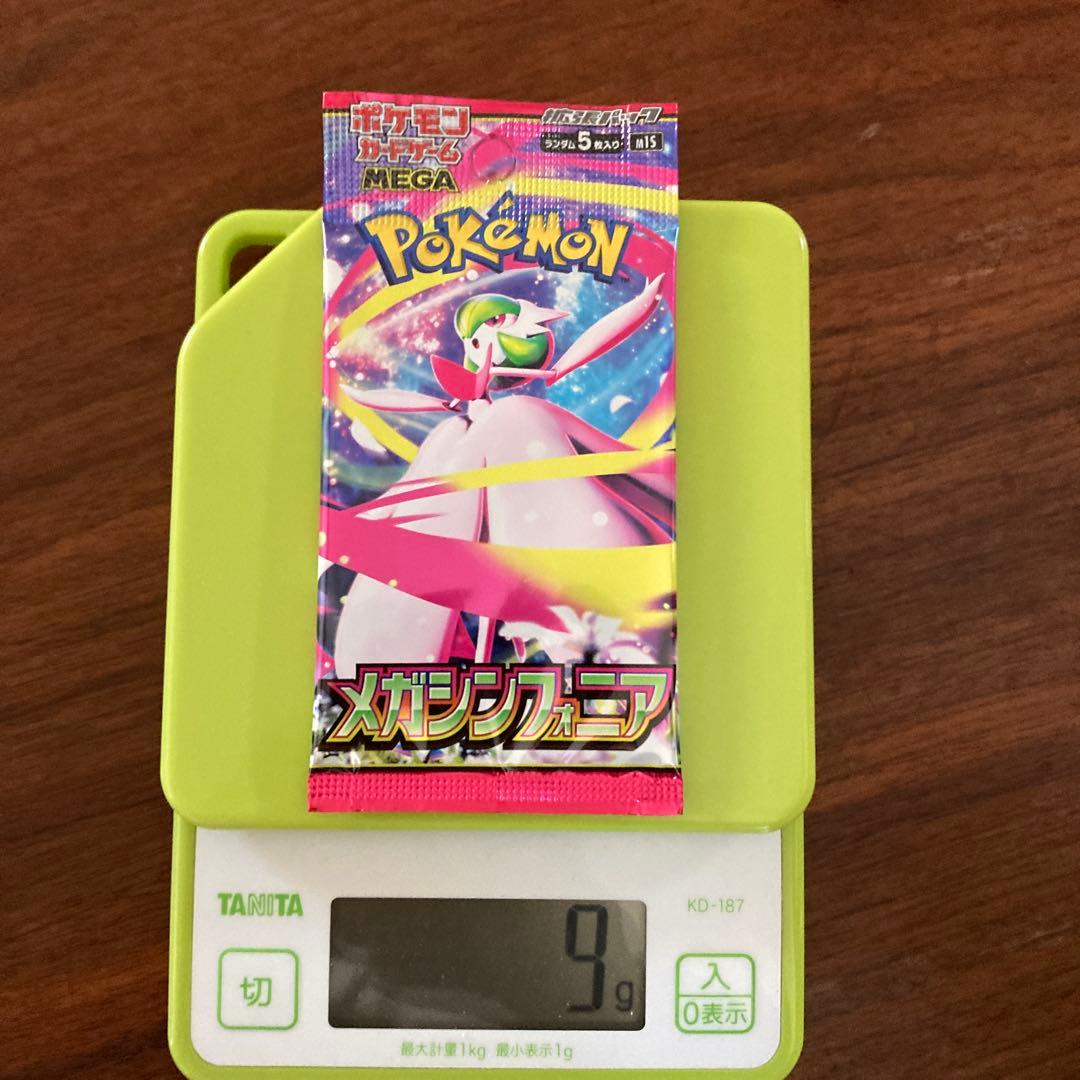 ポケモン
カードゲーム
MEGA
拡張パック
ランダム5枚入り M1S
POKéMON
メガシンフォニア
TANITA
KD-187
9g
切
入
0表示
最大計量1kg 最小表示1g